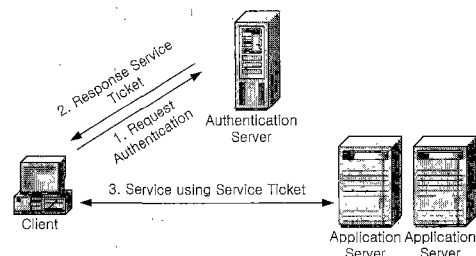 2. Response Service
Ticket
1. Request
Authentication
Authentication
Server
3. Service using Service Ticket
Client
Application
Server
Application
Server